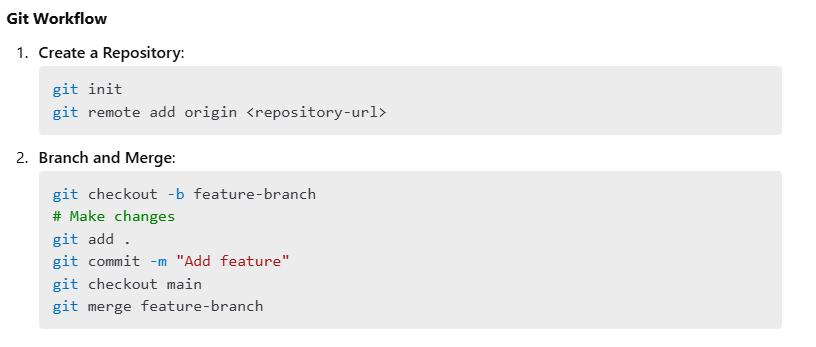 Git Workflow
1. Create a Repository:
git init
git remote add origin <repository-url>
2. Branch and Merge:
git checkout -b feature-branch
# Make changes
git add .
git commit -m "Add feature"
git checkout main
git merge feature-branch